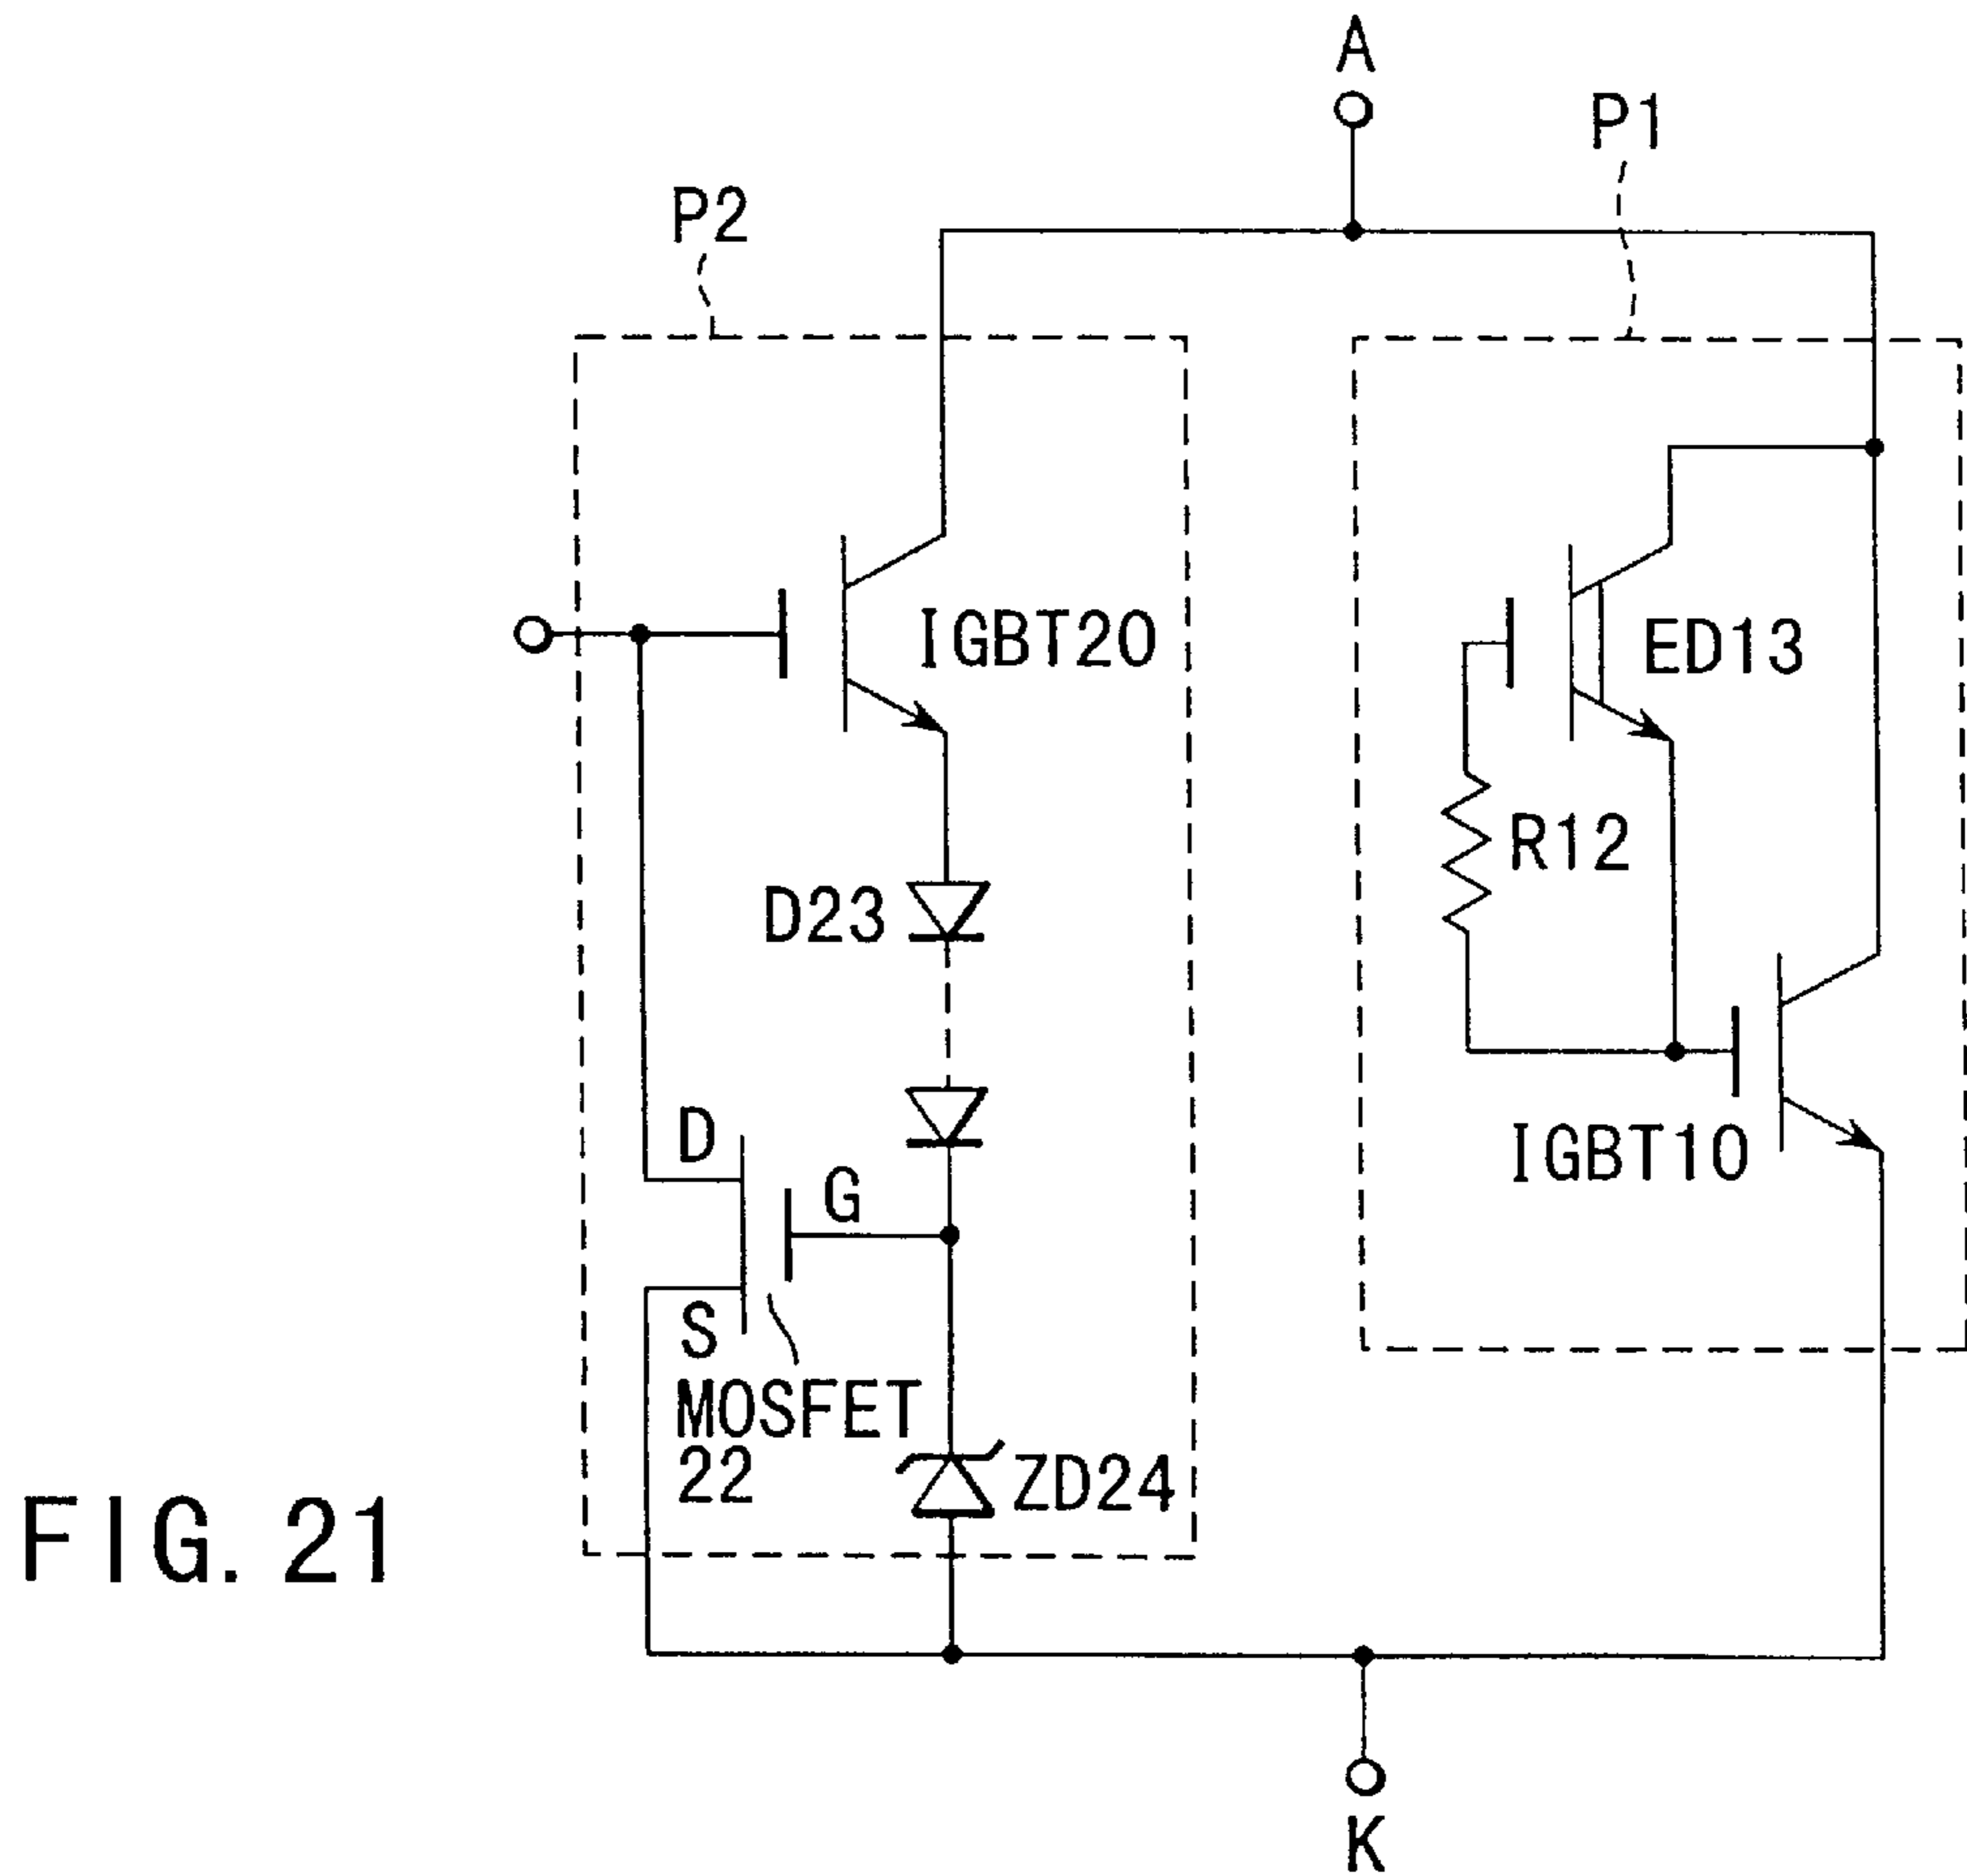 A
P1
P2
IGBT20
ED13
R12
D23
D
G
IGBT10
S
MOSFET
22
ZD24
FIG. 21
K